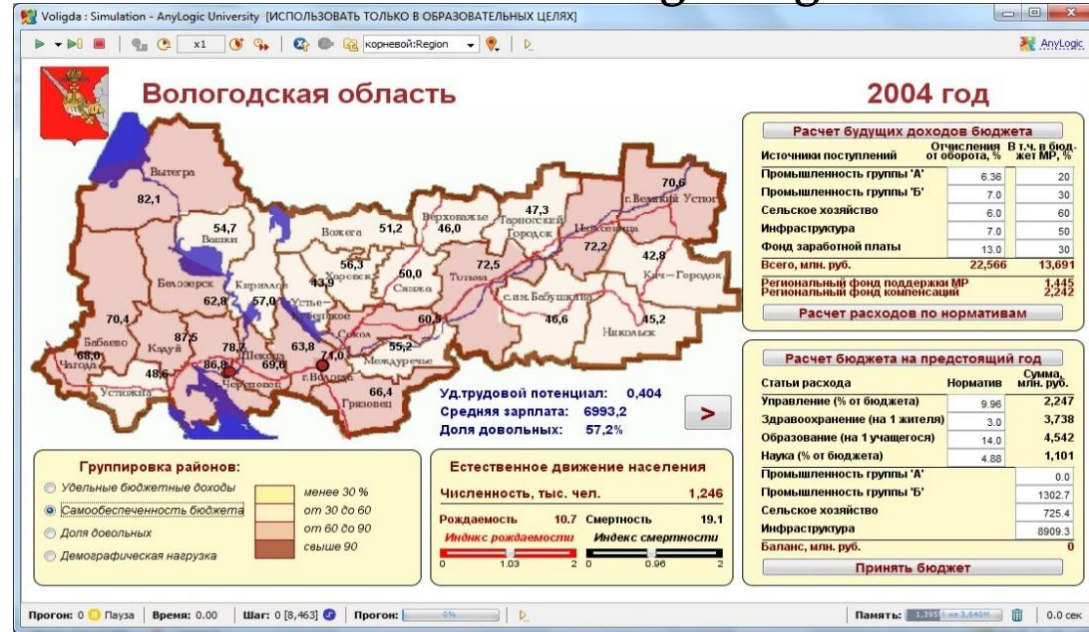 Voligda : Simulation - AnyLogic University [ИСПОЛЬЗОВАТЬ ТОЛЬКО В ОБРАЗОВАТЕЛЬНЫХ ЦЕЛЯХ]
x1 корневой:Region AnyLogic
Вологодская область
2004 год
Вытегра
82,1
54,7
Вашки
Вожега 51,2
Верховажье
46,0
47,3
Тарногский
Городок
70,6
г.Великий Устюг
Нюксеница
72,2
42,8
Кич-Городок
56,3
Харовск
43,9
50,0
Сямжа
72,5
Тотьма
с.им.Бабушкина
46,6
45,2
Никольск
Белозерск
62,8
Кириллов
57,0
Устье-
Кубенское
Сокол
60,5
70,4
Бабаево
87,5
Кадуй
78,7
Шексна
69,6
63,8
71,0
г.Вологда
55,2
Междуречье
68,0
Чагода
48,6
Устюжна
86,8
г.Череповец
66,4
Грязовец
Уд.трудовой потенциал: 0,404
Средняя зарплата: 6993,2
Доля довольных: 57,2%
>
Расчет будущих доходов бюджета
Источники поступлений Отчисления от оборота, % В т.ч. в бюд-жет МР, %
Промышленность группы 'А' 6.36 20
Промышленность группы 'Б' 7.0 30
Сельское хозяйство 6.0 60
Инфраструктура 7.0 50
Фонд заработной платы 13.0 30
Всего, млн. руб. 22,566 13,691
Региональный фонд поддержки МР 1,445
Региональный фонд компенсаций 2,242
Расчет расходов по нормативам
Расчет бюджета на предстоящий год
Статьи расхода Норматив Сумма, млн. руб.
Управление (% от бюджета) 9.96 2,247
Здравоохранение (на 1 жителя) 3.0 3,738
Образование (на 1 учащегося) 14.0 4,542
Наука (% от бюджета) 4.88 1,101
Промышленность группы 'А' 0.0
Промышленность группы 'Б' 1302.7
Сельское хозяйство 725.4
Инфраструктура 8909.3
Баланс, млн. руб. 0
Принять бюджет
Группировка районов:
Удельные бюджетные доходы
Самообеспеченность бюджета
Доля довольных
Демографическая нагрузка
менее 30 %
от 30 до 60
от 60 до 90
свыше 90
Естественное движение населения
Численность, тыс. чел. 1,246
Рождаемость 10.7 Смертность 19.1
Индикс рождаемости Индекс смертности
0 1.03 2 0 0.96 2
Прогон: 0 Пауза Время: 0.00 Шаг: 0 [8,463] Прогон: 0% Память: 0.0 сек